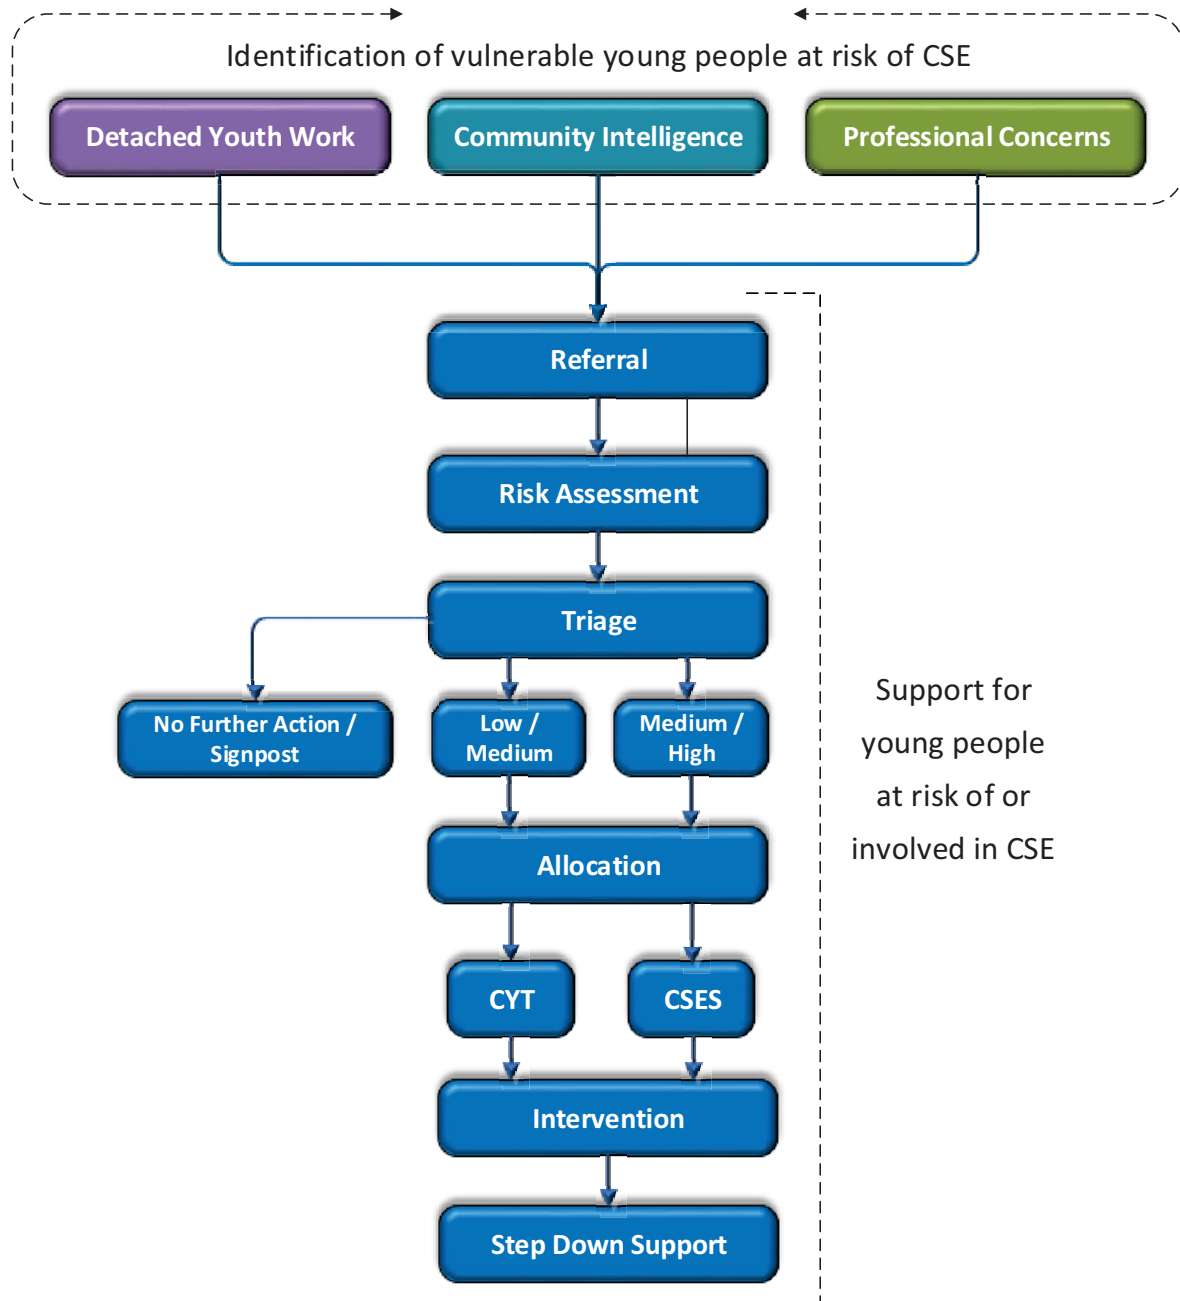 Identification of vulnerable young people at risk of CSE
Detached Youth Work
Community Intelligence
Professional Concerns
Referral
Risk Assessment
Triage
No Further Action /
Signpost
Low /
Medium
Medium /
High
Support for
young people
at risk of or
involved in CSE
Allocation
CYT
CSES
Intervention
Step Down Support